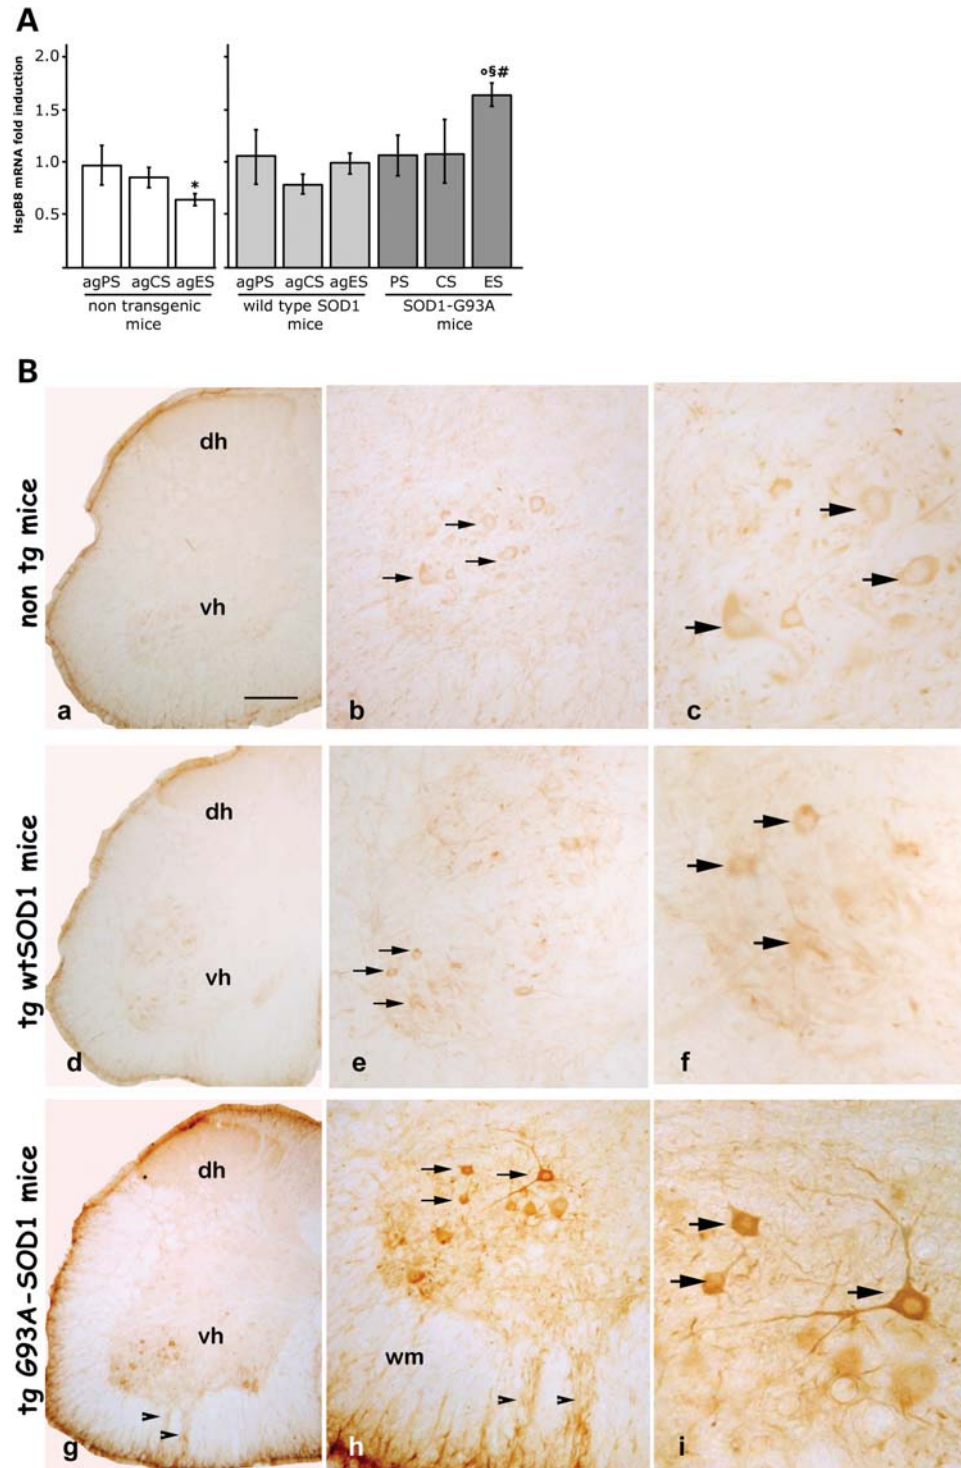 A
HspB8 mRNA fold induction
2.0
1.5
1.0
0.5
*
°§#
agPS agCS agES agPS agCS agES PS CS ES
non transgenic mice
wild type SOD1 mice
SOD1-G93A mice
B
non tg mice
dh
vh
a
b
c
tg wtSOD1 mice
dh
vh
d
e
f
tg G93A-SOD1 mice
dh
vh
g
wm
h
i